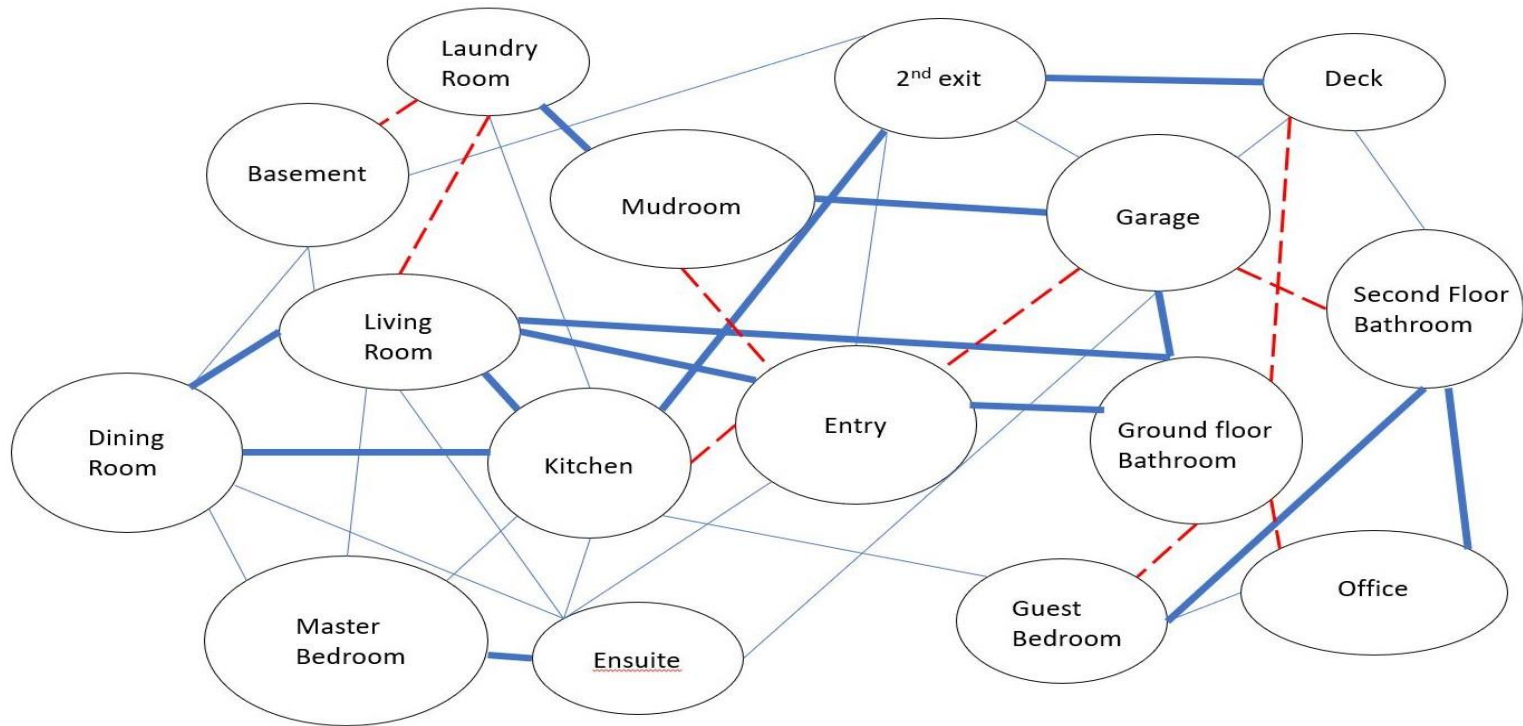 Laundry
Room
2nd exit
Deck
Basement
Mudroom
Garage
Second Floor
Bathroom
Living
Room
Dining
Room
Kitchen
Entry
Ground floor
Bathroom
Master
Bedroom
Ensuite
Guest
Bedroom
Office